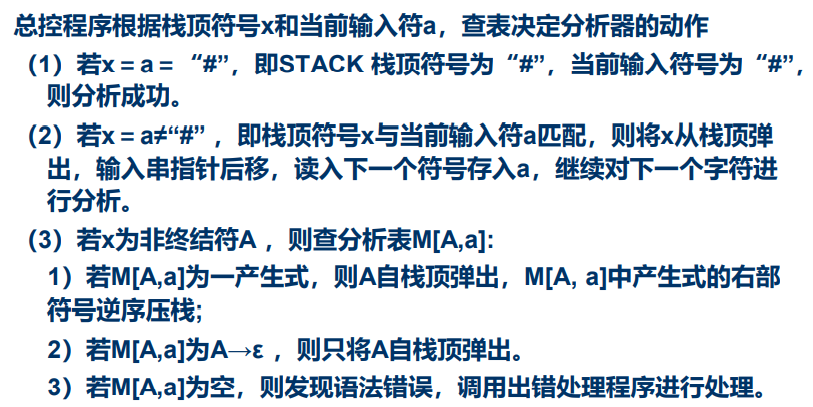 总控程序根据栈顶符号x和当前输入符a，查表决定分析器的动作
（1）若x＝a＝“#”，即STACK 栈顶符号为“#”，当前输入符号为“#”，
则分析成功。
（2）若x＝a≠“#”，即栈顶符号x与当前输入符a匹配，则将x从栈顶弹
出，输入串指针后移，读入下一个符号存入a，继续对下一个字符进
行分析。
（3）若x为非终结符A ，则查分析表M[A,a]:
1）若M[A,a]为一产生式，则A自栈顶弹出，M[A, a]中产生式的右部
符号逆序压栈;
2）若M[A,a]为A→ε ，则只将A自栈顶弹出。
3）若M[A,a]为空，则发现语法错误，调用出错处理程序进行处理。